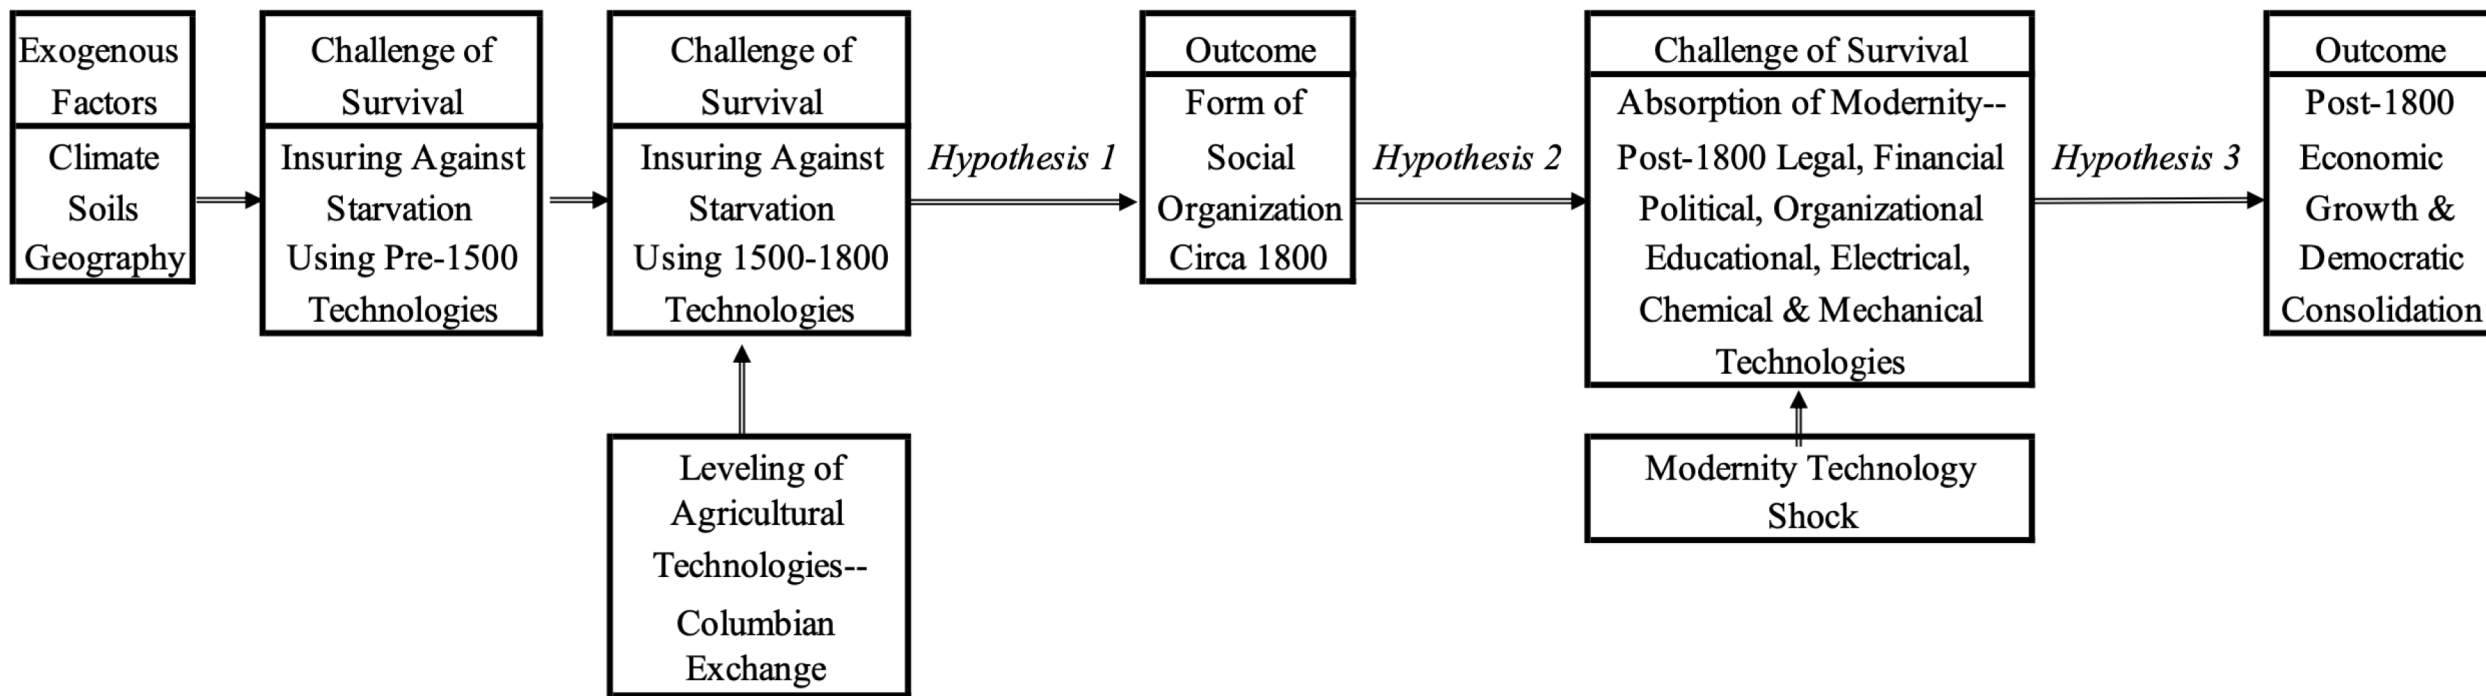 Exogenous
Factors
Climate
Soils
Geography
Challenge of
Survival
Insuring Against
Starvation
Using Pre-1500
Technologies
Challenge of
Survival
Insuring Against
Starvation
Using 1500-1800
Technologies
Leveling of
Agricultural
Technologies--
Columbian
Exchange
Hypothesis 1
Outcome
Form of
Social
Organization
Circa 1800
Hypothesis 2
Challenge of Survival
Absorption of Modernity--
Post-1800 Legal, Financial
Political, Organizational
Educational, Electrical,
Chemical & Mechanical
Technologies
Modernity Technology
Shock
Hypothesis 3
Outcome
Post-1800
Economic
Growth &
Democratic
Consolidation